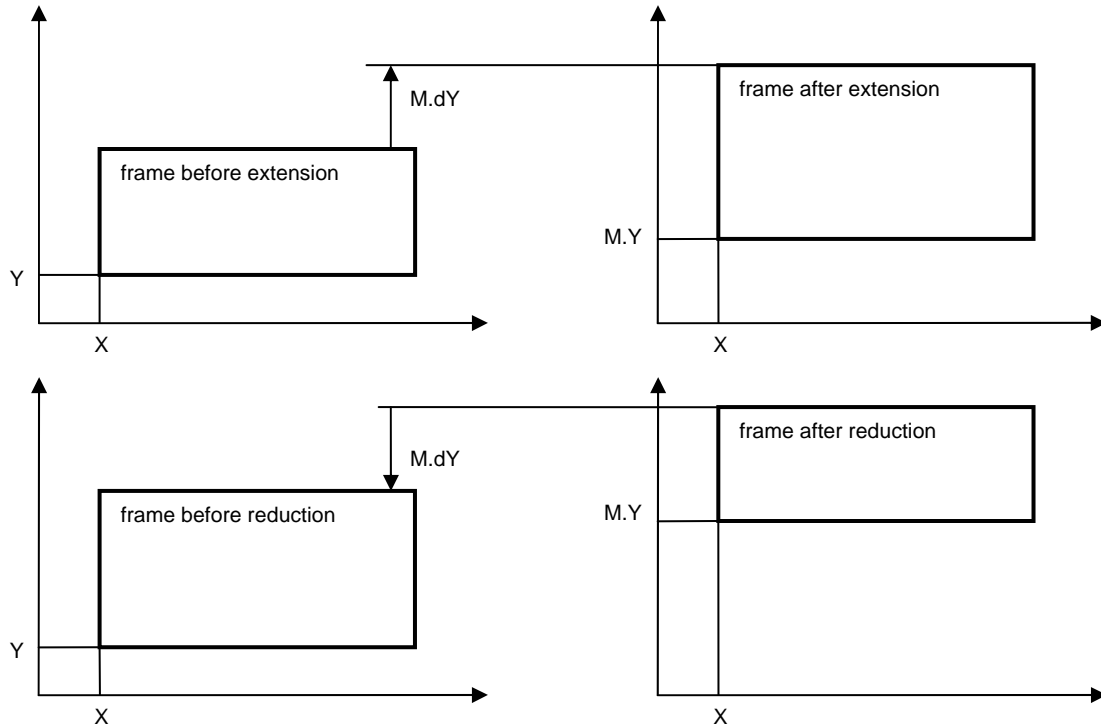 M.dY
frame before extension
Y
X
frame after extension
M.Y
X
M.dY
frame before reduction
Y
X
frame after reduction
M.Y
X